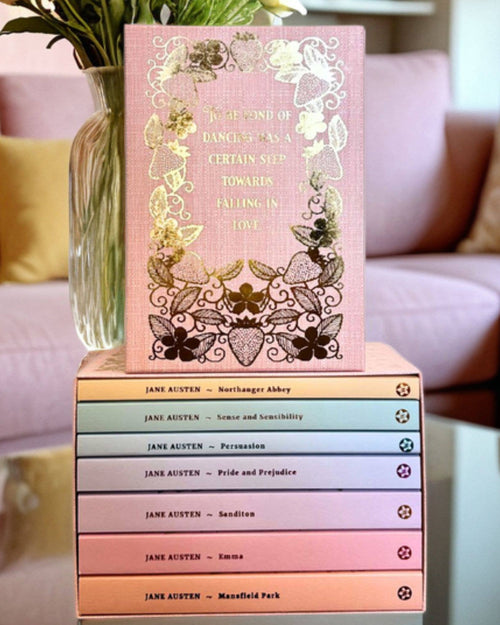 TO BE FOND OF
DANCING WAS A
CERTAIN STEP
TOWARDS
FALLING IN
LOVE
JANE AUSTEN ~ Northanger Abbey
JANE AUSTEN ~ Sense and Sensibility
JANE AUSTEN ~ Persuasion
JANE AUSTEN ~ Pride and Prejudice
JANE AUSTEN ~ Sanditon
JANE AUSTEN ~ Emma
JANE AUSTEN ~ Mansfield Park